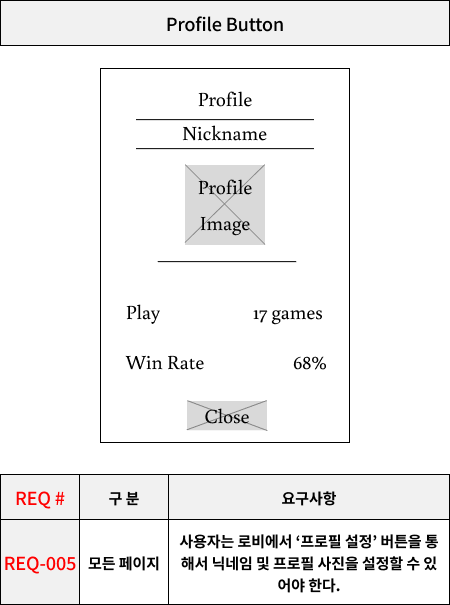 Profile Button
Profile
Nickname
Profile
Image
Play 17 games
Win Rate 68%
Close
REQ # 구 분 요구사항
REQ-005 모든 페이지 사용자는 로비에서 ‘프로필 설정’ 버튼을 통
해서 닉네임 및 프로필 사진을 설정할 수 있
어야 한다.